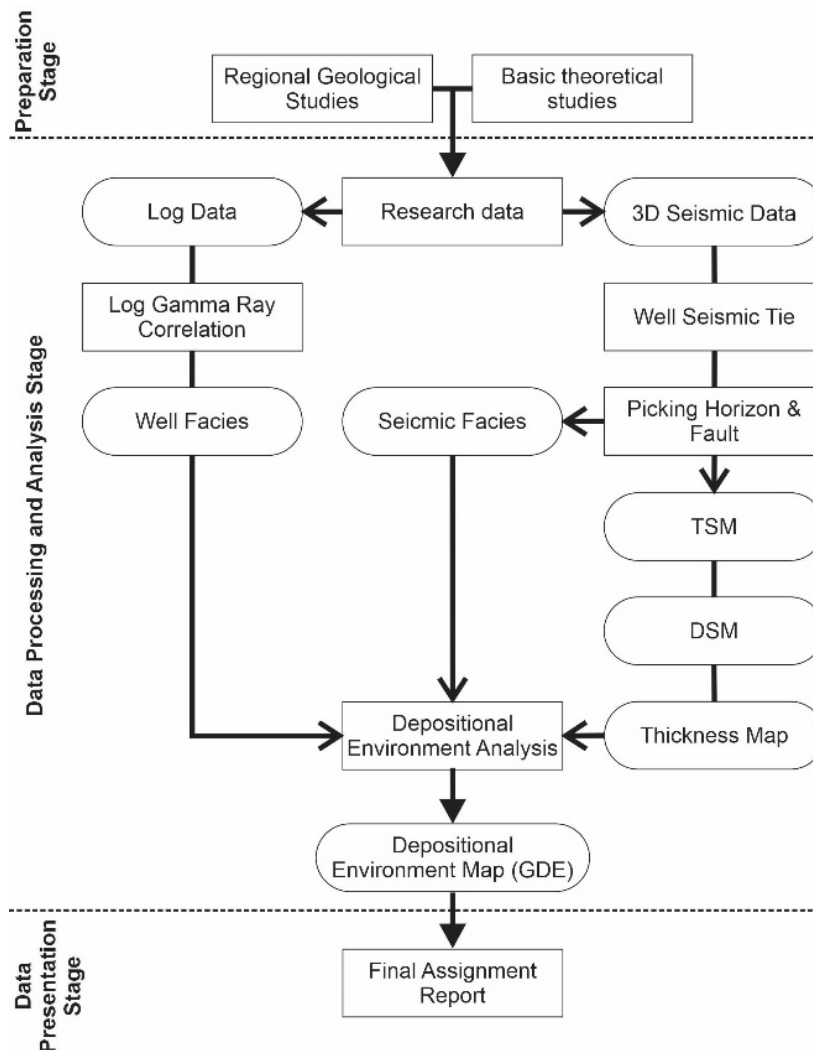 Preparation
Stage
Regional Geological
Studies
Basic theoretical
studies
Data Processing and Analysis Stage
Log Data
Research data
3D Seismic Data
Log Gamma Ray
Correlation
Well Seismic Tie
Well Facies
Seicmic Facies
Picking Horizon &
Fault
TSM
DSM
Depositional
Environment Analysis
Thickness Map
Depositional
Environment Map (GDE)
Data
Presentation
Stage
Final Assignment
Report